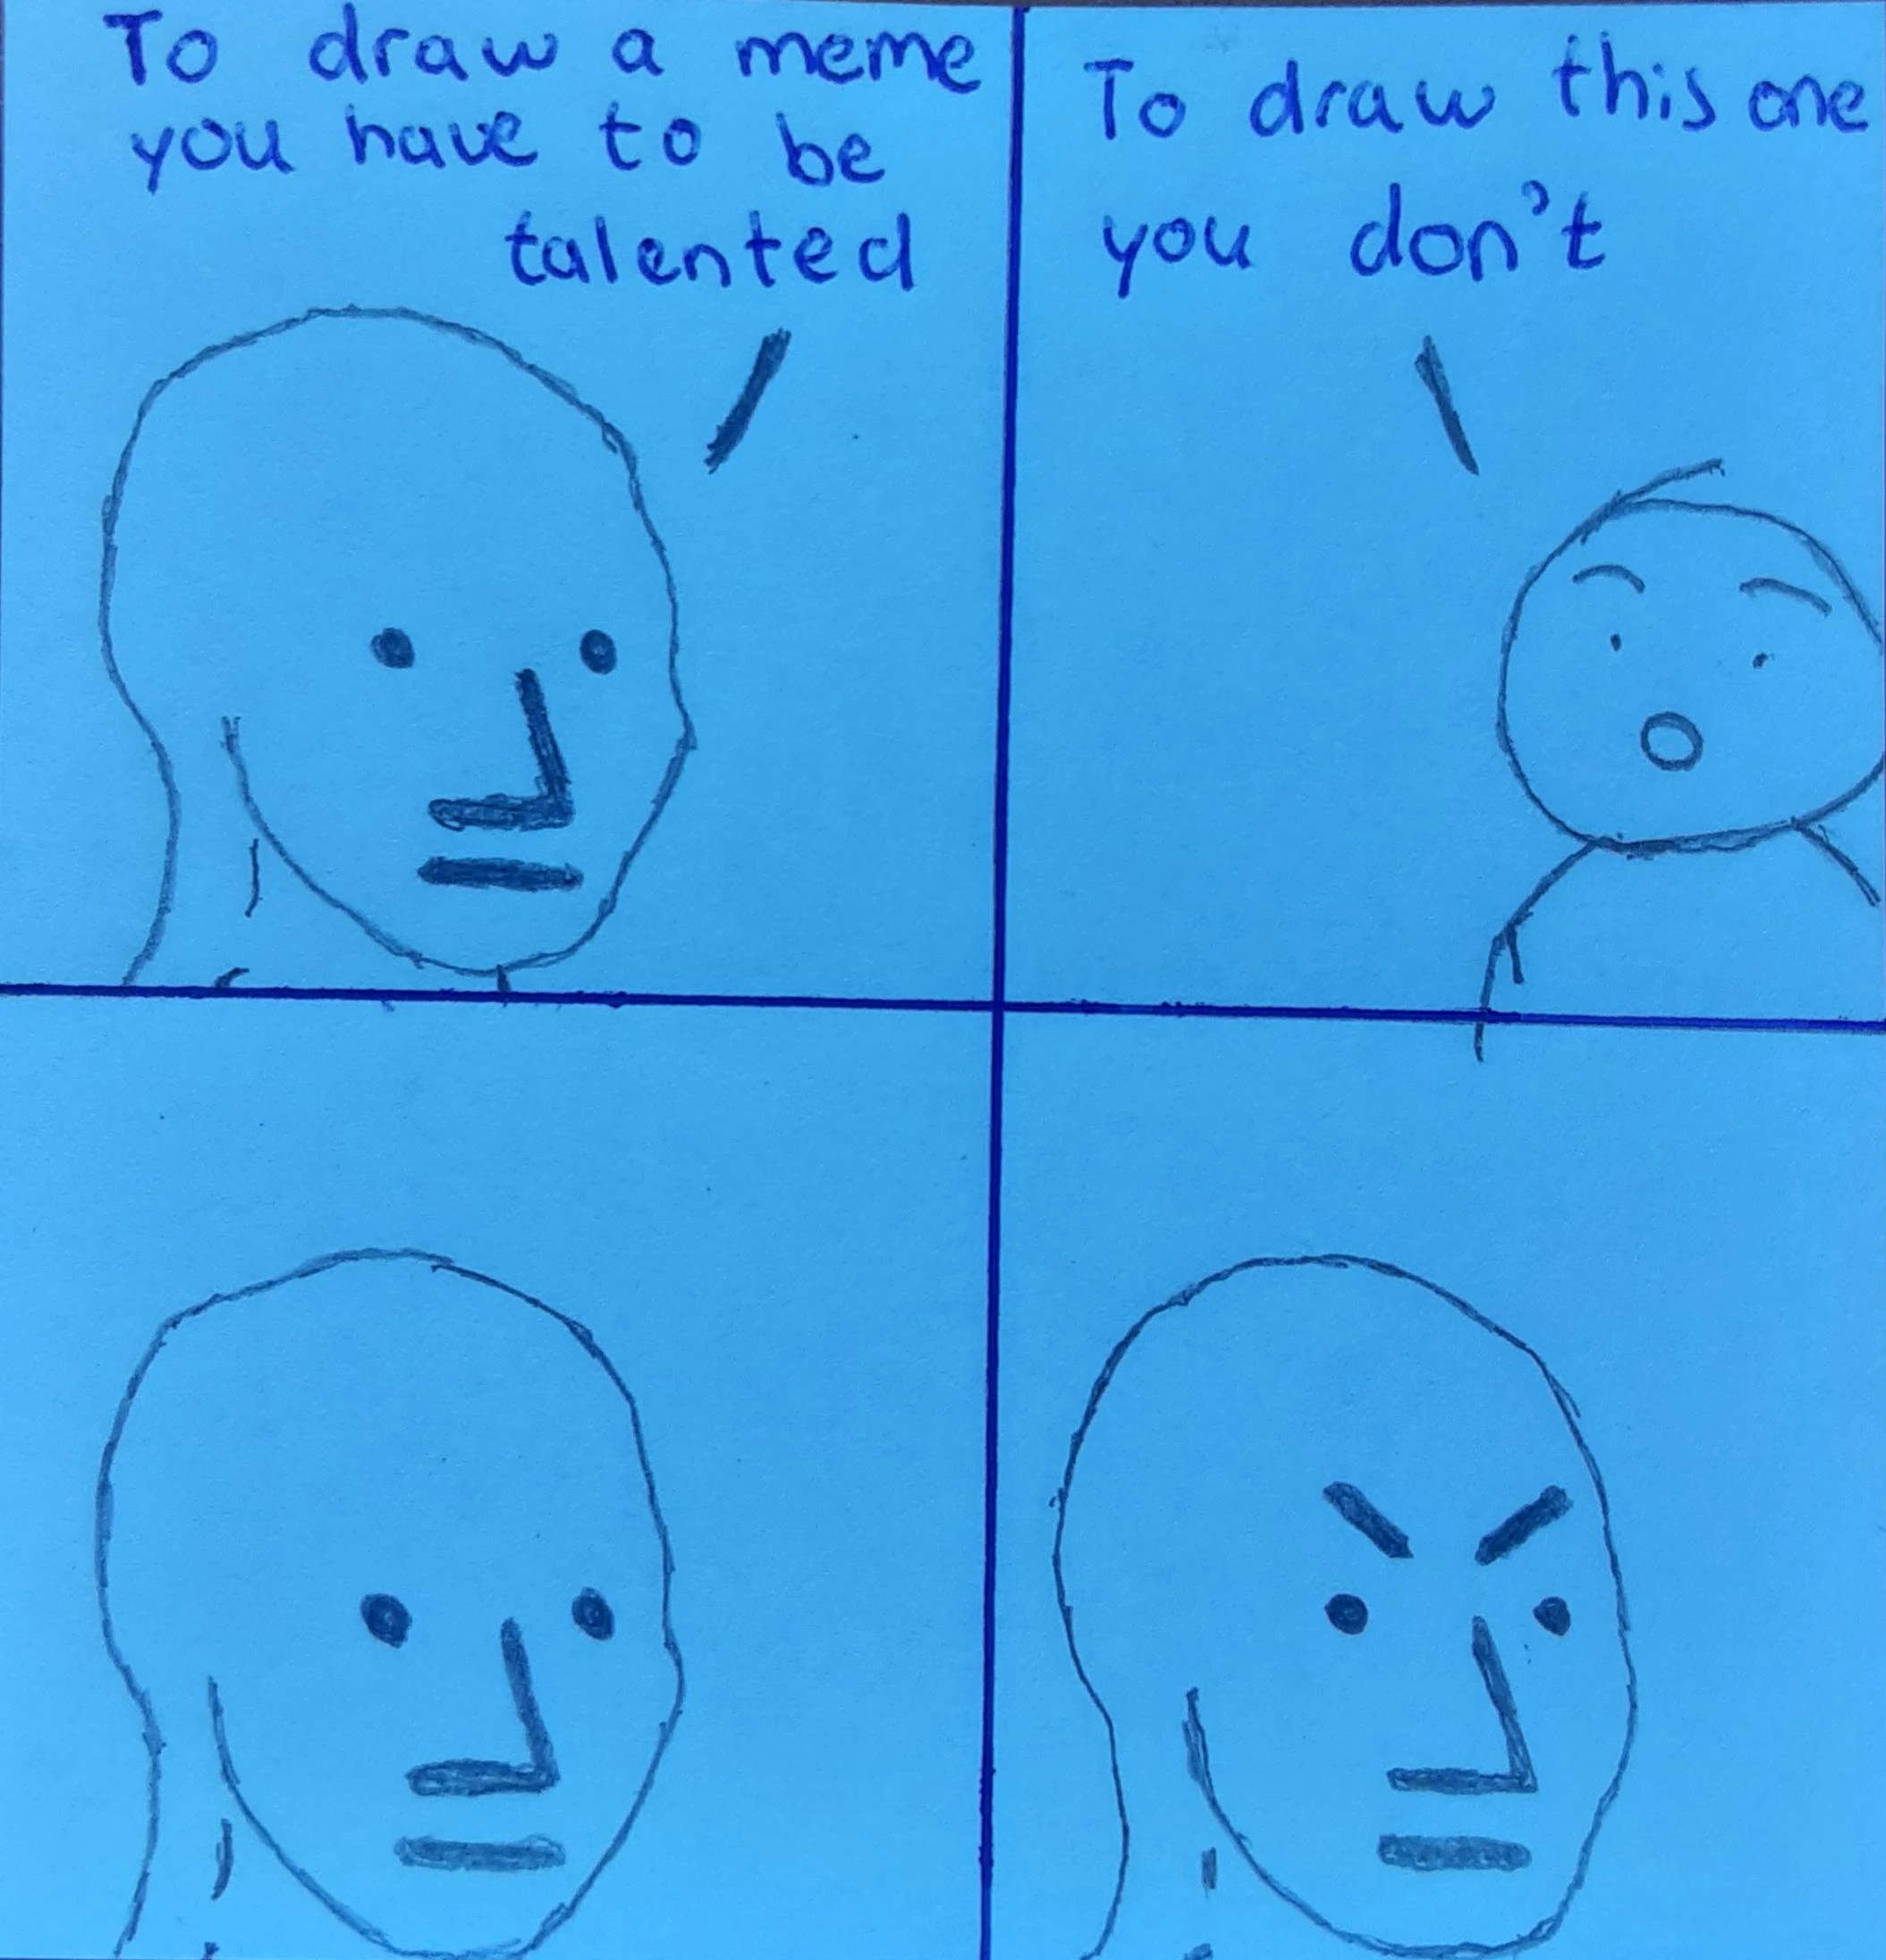 To draw a meme
you have to be
talented
To draw this one
you don't